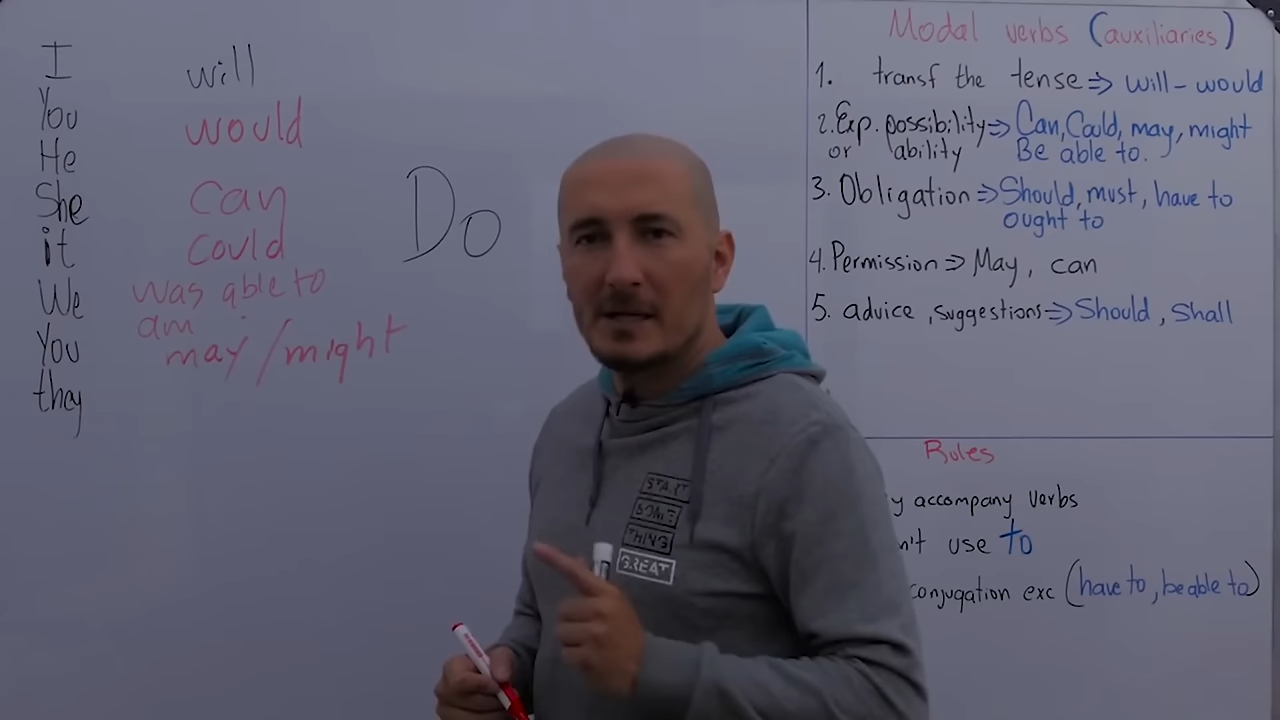 I
You
He
She
it
We
You
they
will
would
can
could
was able to
am
may / might
Do
Modal verbs (auxiliaries)
1. transf the tense => will - would
2. Exp. possibility => Can, Could, may, might
or ability Be able to.
3. Obligation => Should, must, have to
ought to
4. Permission => May, can
5. advice, suggestions => Should, shall
Rules
y accompany verbs
n't use to
conjugation exc (have to, be able to)
START
SOME
THING
GREAT